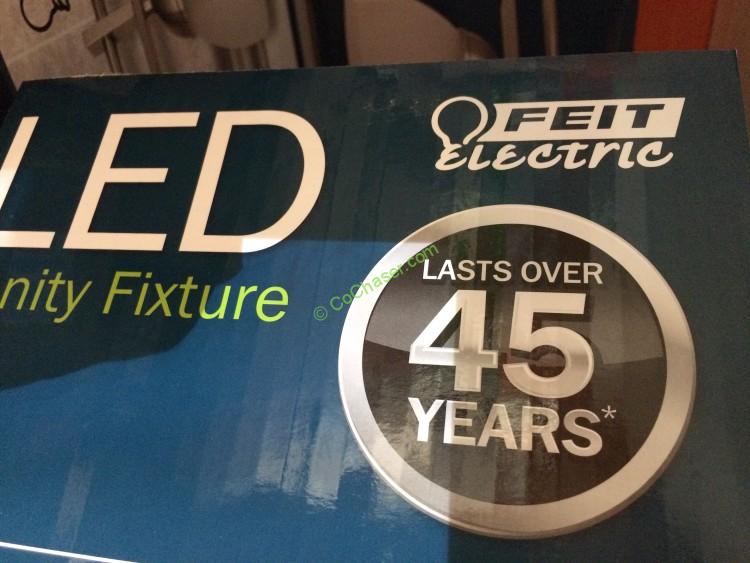 LED
nity Fixture
FEIT
Electric
LASTS OVER
45
YEARS*
© CoChaser.com